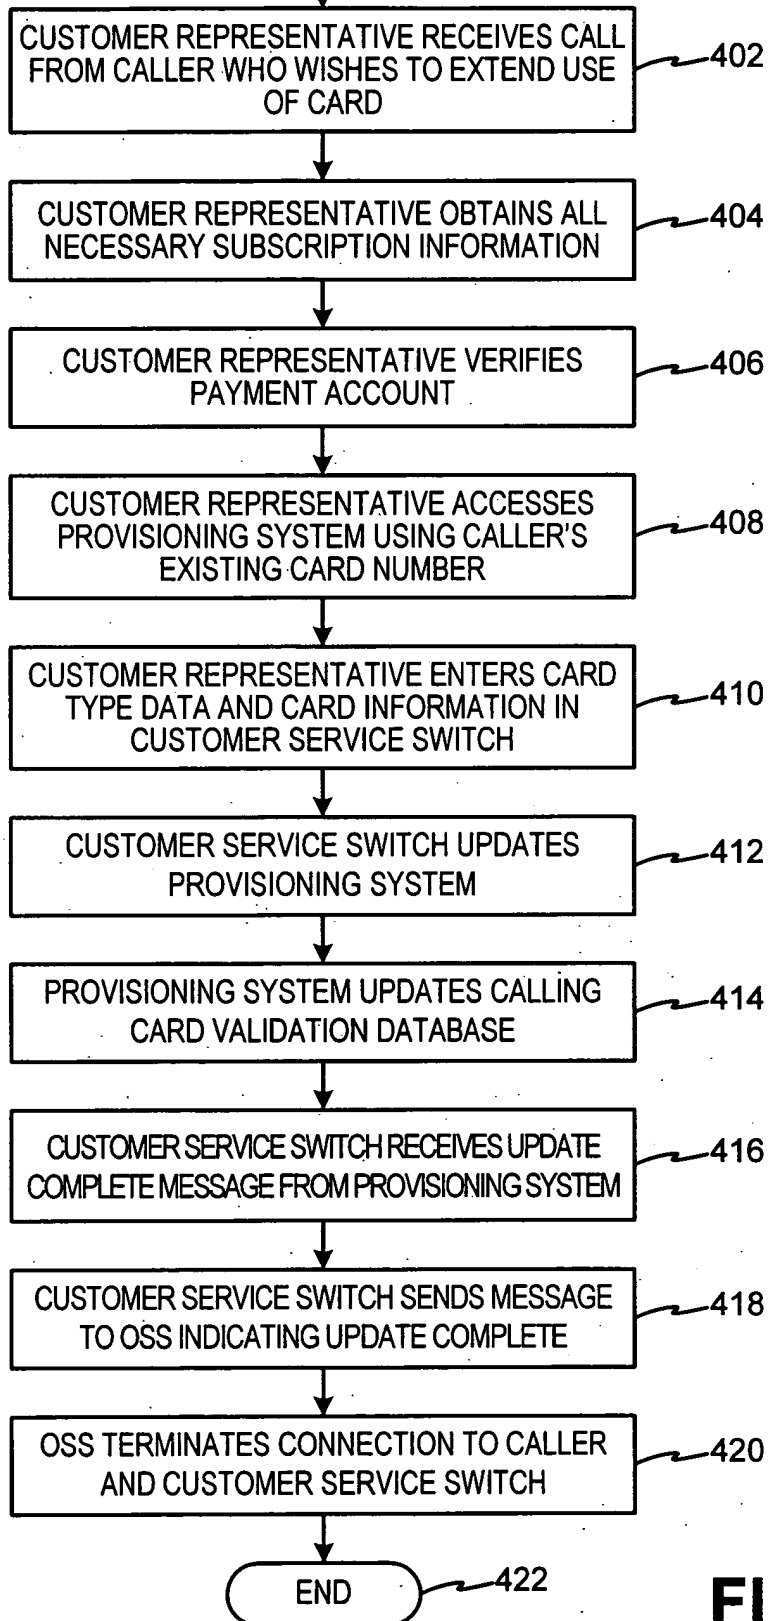 CUSTOMER REPRESENTATIVE RECEIVES CALL
FROM CALLER WHO WISHES TO EXTEND USE
OF CARD
402
CUSTOMER REPRESENTATIVE OBTAINS ALL
NECESSARY SUBSCRIPTION INFORMATION
404
CUSTOMER REPRESENTATIVE VERIFIES
PAYMENT ACCOUNT
406
CUSTOMER REPRESENTATIVE ACCESSES
PROVISIONING SYSTEM USING CALLER'S
EXISTING CARD NUMBER
408
CUSTOMER REPRESENTATIVE ENTERS CARD
TYPE DATA AND CARD INFORMATION IN
CUSTOMER SERVICE SWITCH
410
CUSTOMER SERVICE SWITCH UPDATES
PROVISIONING SYSTEM
412
PROVISIONING SYSTEM UPDATES CALLING
CARD VALIDATION DATABASE
414
CUSTOMER SERVICE SWITCH RECEIVES UPDATE
COMPLETE MESSAGE FROM PROVISIONING SYSTEM
416
CUSTOMER SERVICE SWITCH SENDS MESSAGE
TO OSS INDICATING UPDATE COMPLETE
418
OSS TERMINATES CONNECTION TO CALLER
AND CUSTOMER SERVICE SWITCH
420
END
422